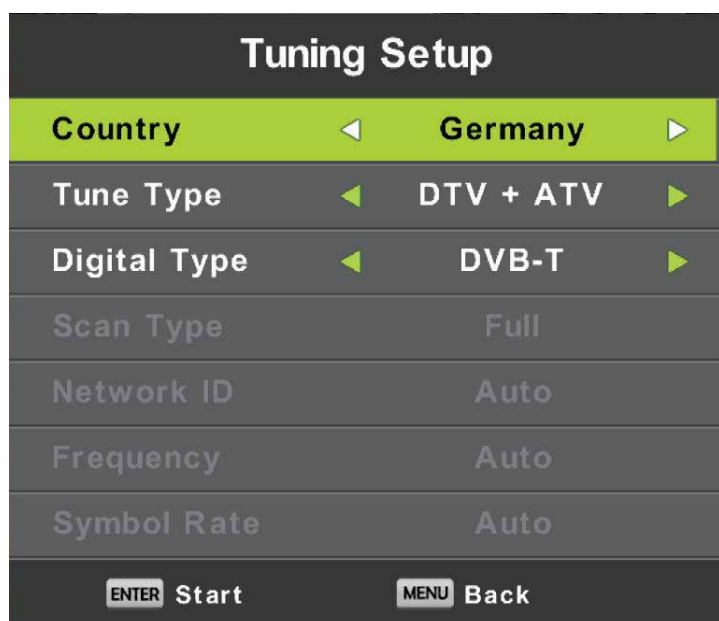 Tuning Setup
Country Germany
Tune Type DTV + ATV
Digital Type DVB-T
Scan Type Full
Network ID Auto
Frequency Auto
Symbol Rate Auto
ENTER Start MENU Back